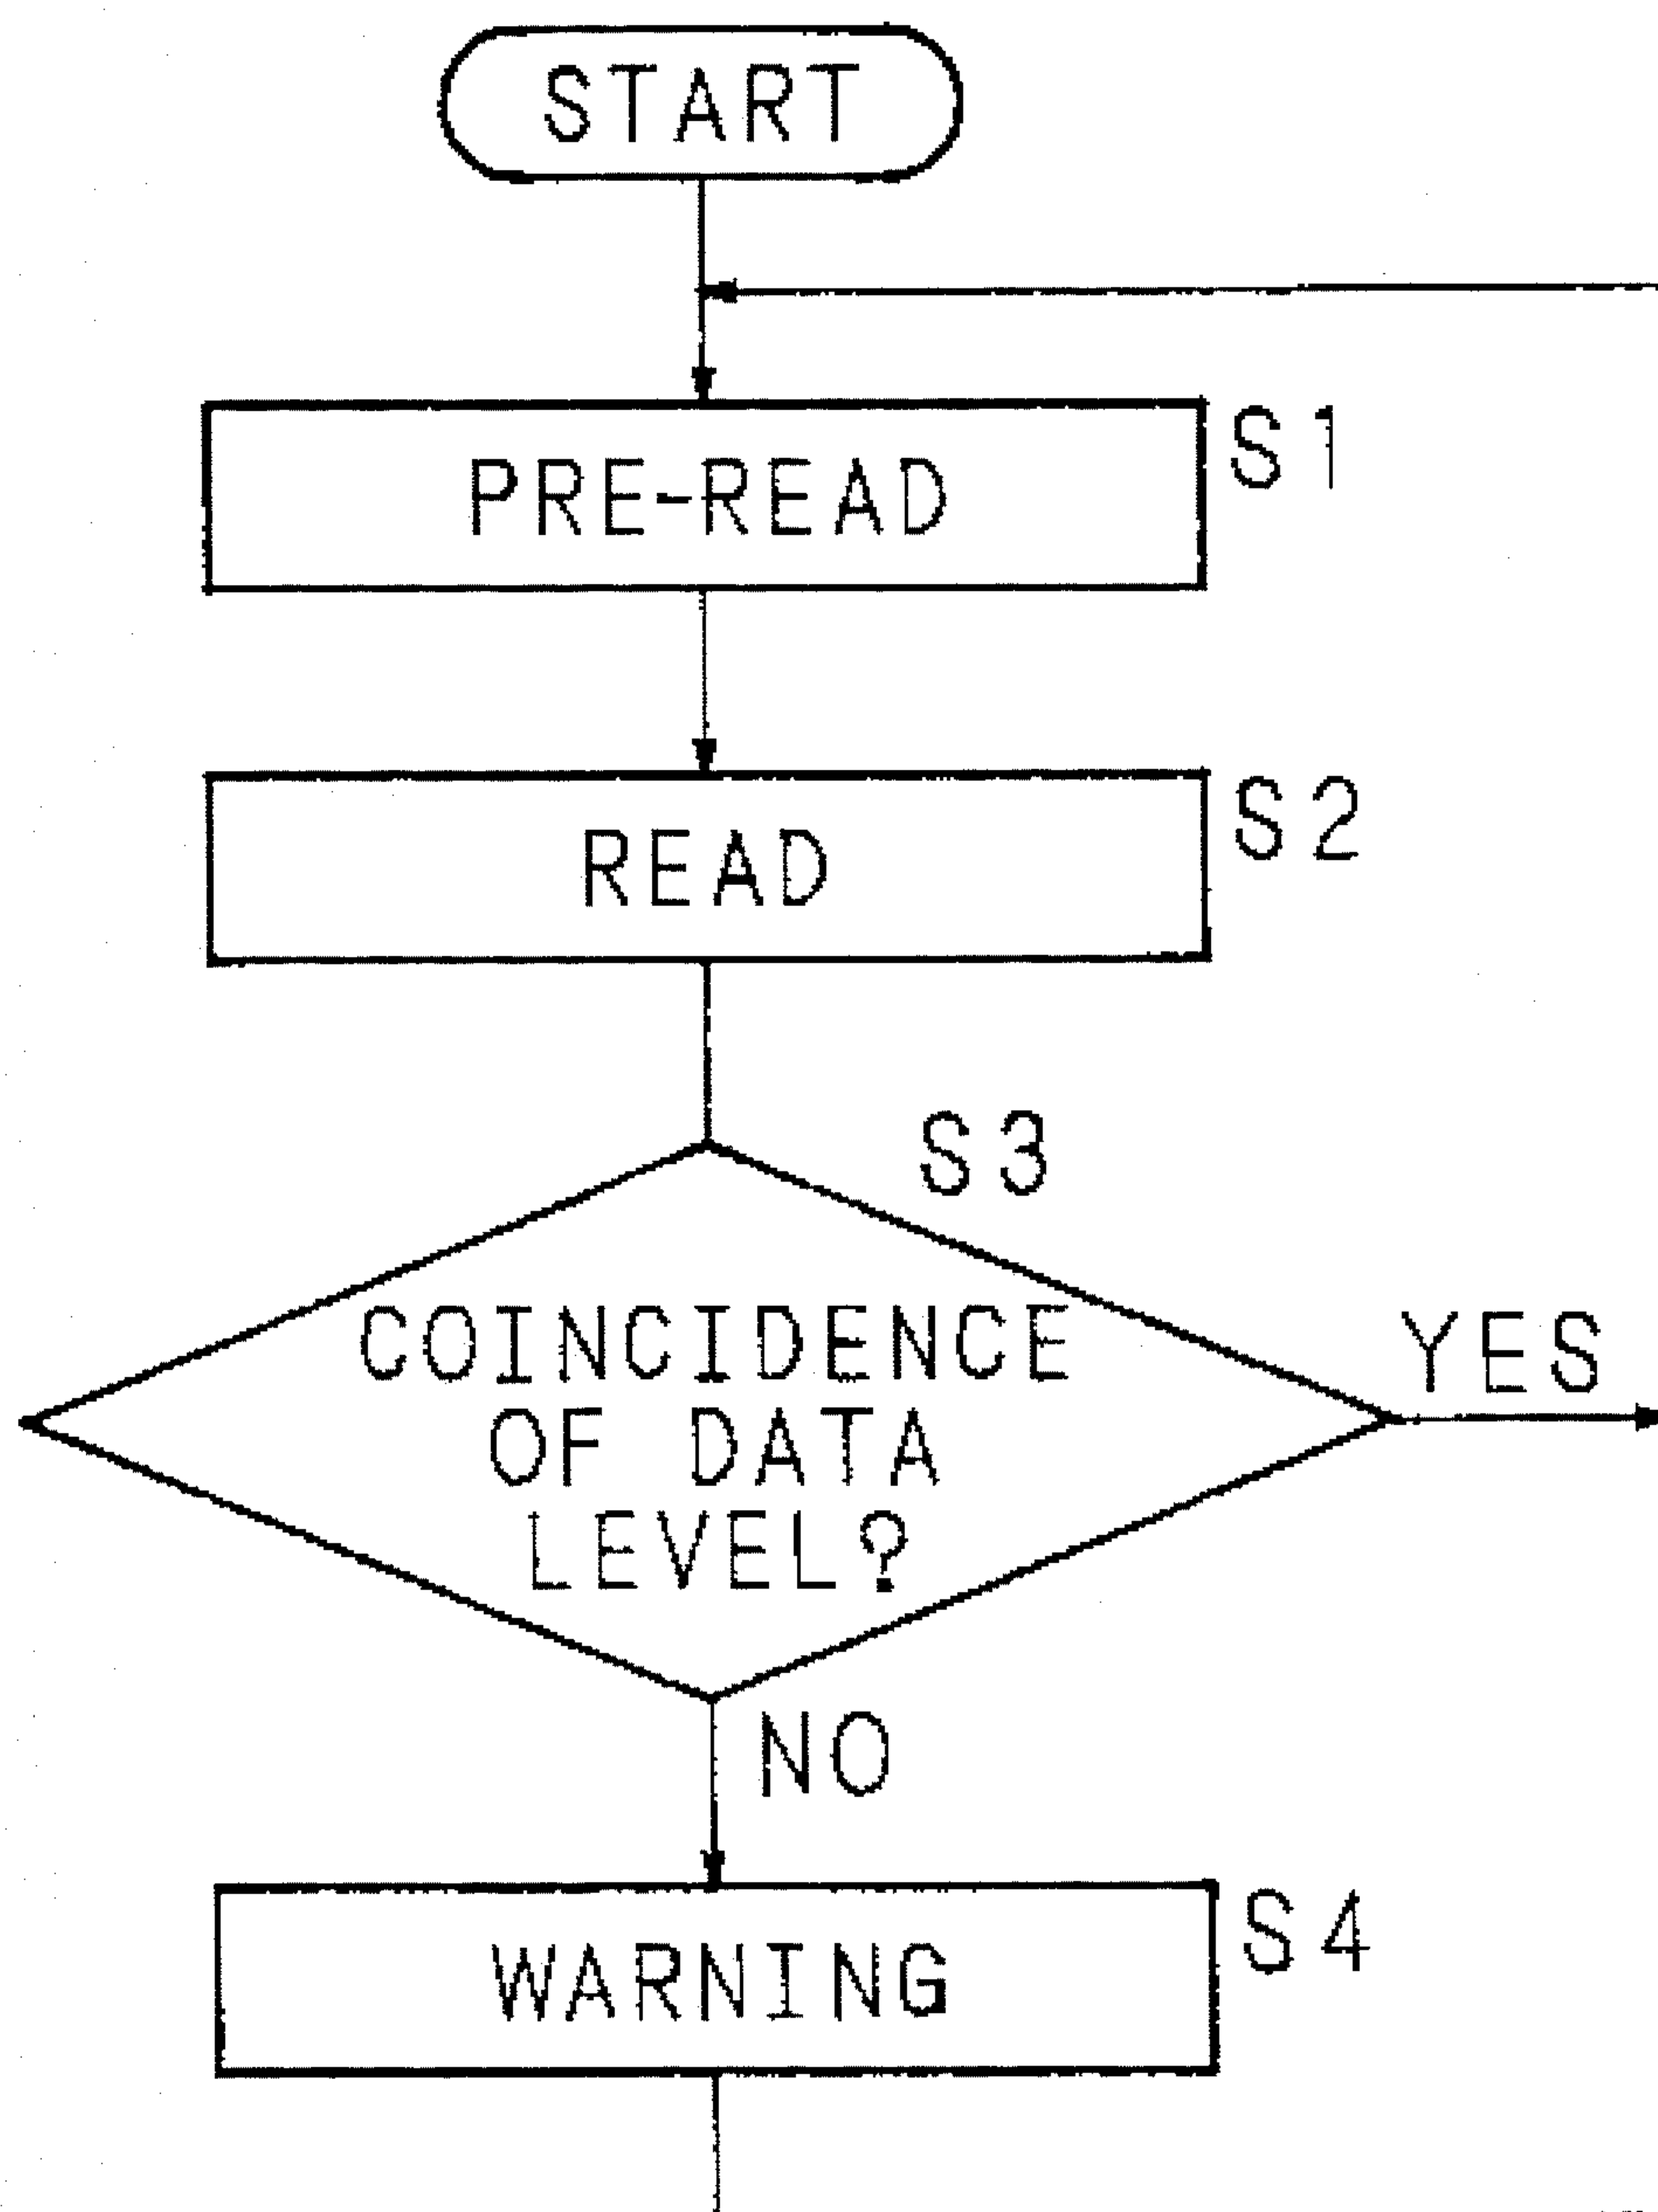 START
PRE-READ
S1
READ
S2
S3
COINCIDENCE
OF DATA
LEVEL?
YES
NO
WARNING
S4